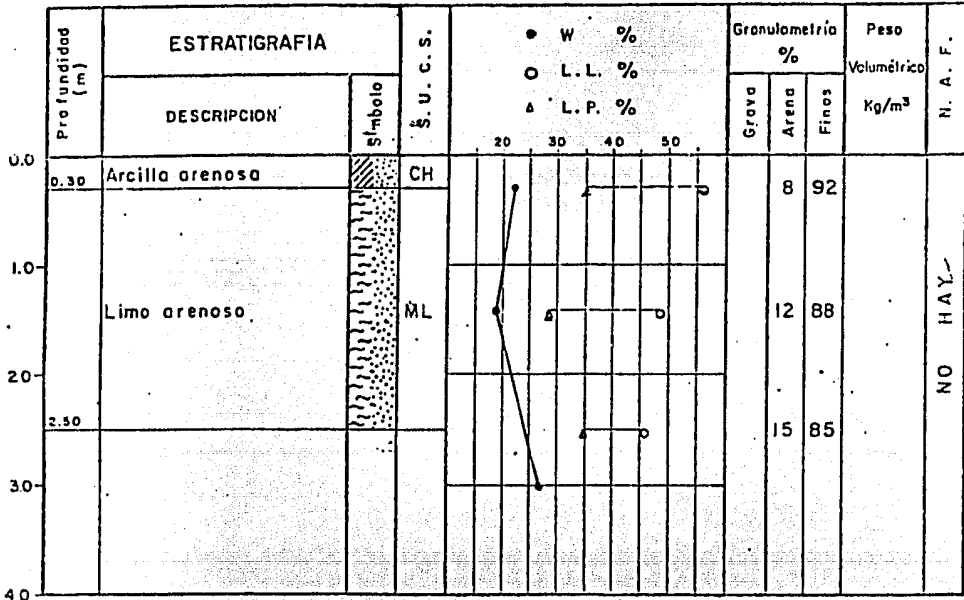 Profundidad (m)
ESTRATIGRAFIA
DESCRIPCION
Símbolo
S. U. C. S.
● W %
○ L. L. %
△ L. P. %
20 30 40 50
Granulometría
%
Grava
Arena
Finos
Peso
Volumétrico
Kg/m³
N. A. F.
0.0
Arcilla arenosa CH 8 92
0.30
1.0
Limo arenoso ML 12 88
2.0
2.50
15 85
3.0
4.0
NO HAY